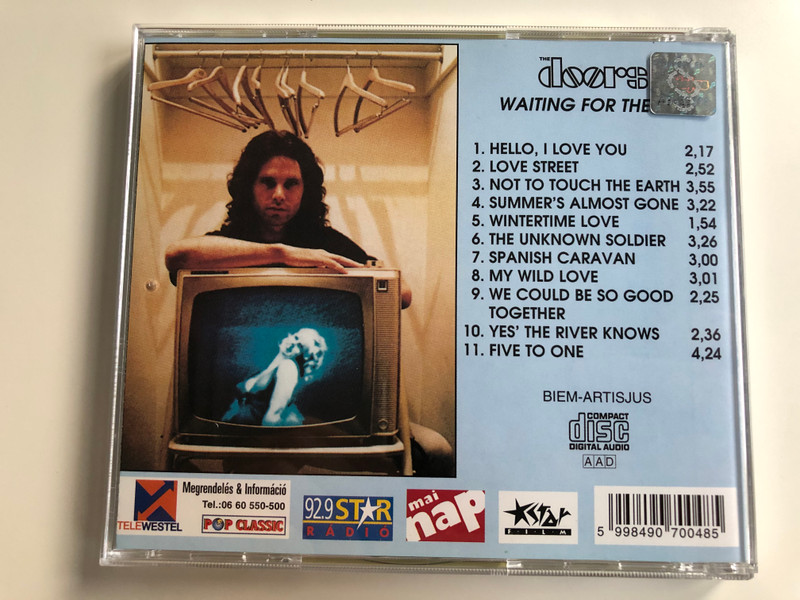 THE
doors
WAITING FOR THE
1. HELLO, I LOVE YOU 2,17
2. LOVE STREET 2,52
3. NOT TO TOUCH THE EARTH 3,55
4. SUMMER'S ALMOST GONE 3,22
5. WINTERTIME LOVE 1,54
6. THE UNKNOWN SOLDIER 3,26
7. SPANISH CARAVAN 3,00
8. MY WILD LOVE 3,01
9. WE COULD BE SO GOOD 2,25
TOGETHER
10. YES' THE RIVER KNOWS 2,36
11. FIVE TO ONE 4,24
BIEM-ARTISJUS
COMPACT
disc
DIGITAL AUDIO
AAD
TELEWESTEL
Megrendelés & Információ
Tel.:06 60 550-500
POP CLASSIC
92.9 STAR
RÁDIÓ
mai
nap
star
FILM
5 998490 700485